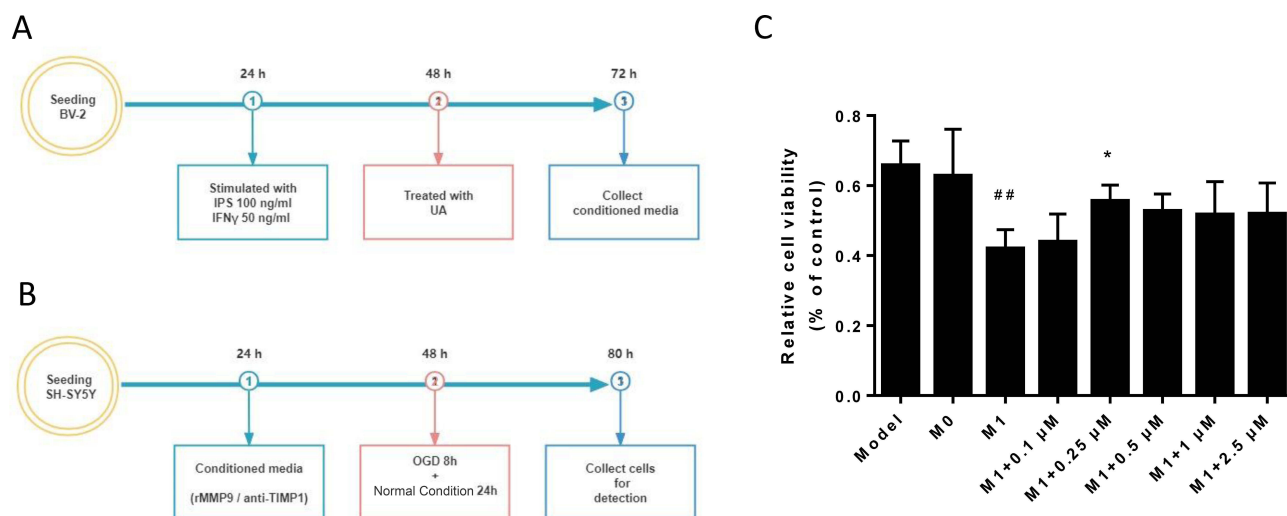 A
Seeding
BV-2
24 h
48 h
72 h
1
2
3
Stimulated with
IPS 100 ng/ml
IFNγ 50 ng/ml
Treated with
UA
Collect
conditioned media
B
Seeding
SH-SY5Y
24 h
48 h
80 h
1
2
3
Conditioned media
(rMMP9 / anti-TIMP1)
OGD 8h
+
Normal Condition 24h
Collect cells
for
detection
C
Relative cell viability
(% of control)
0.8
0.6
0.4
0.2
0.0
##
*
Model
M0
M1
M1+0.1 μM
M1+0.25 μM
M1+0.5 μM
M1+1 μM
M1+2.5 μM